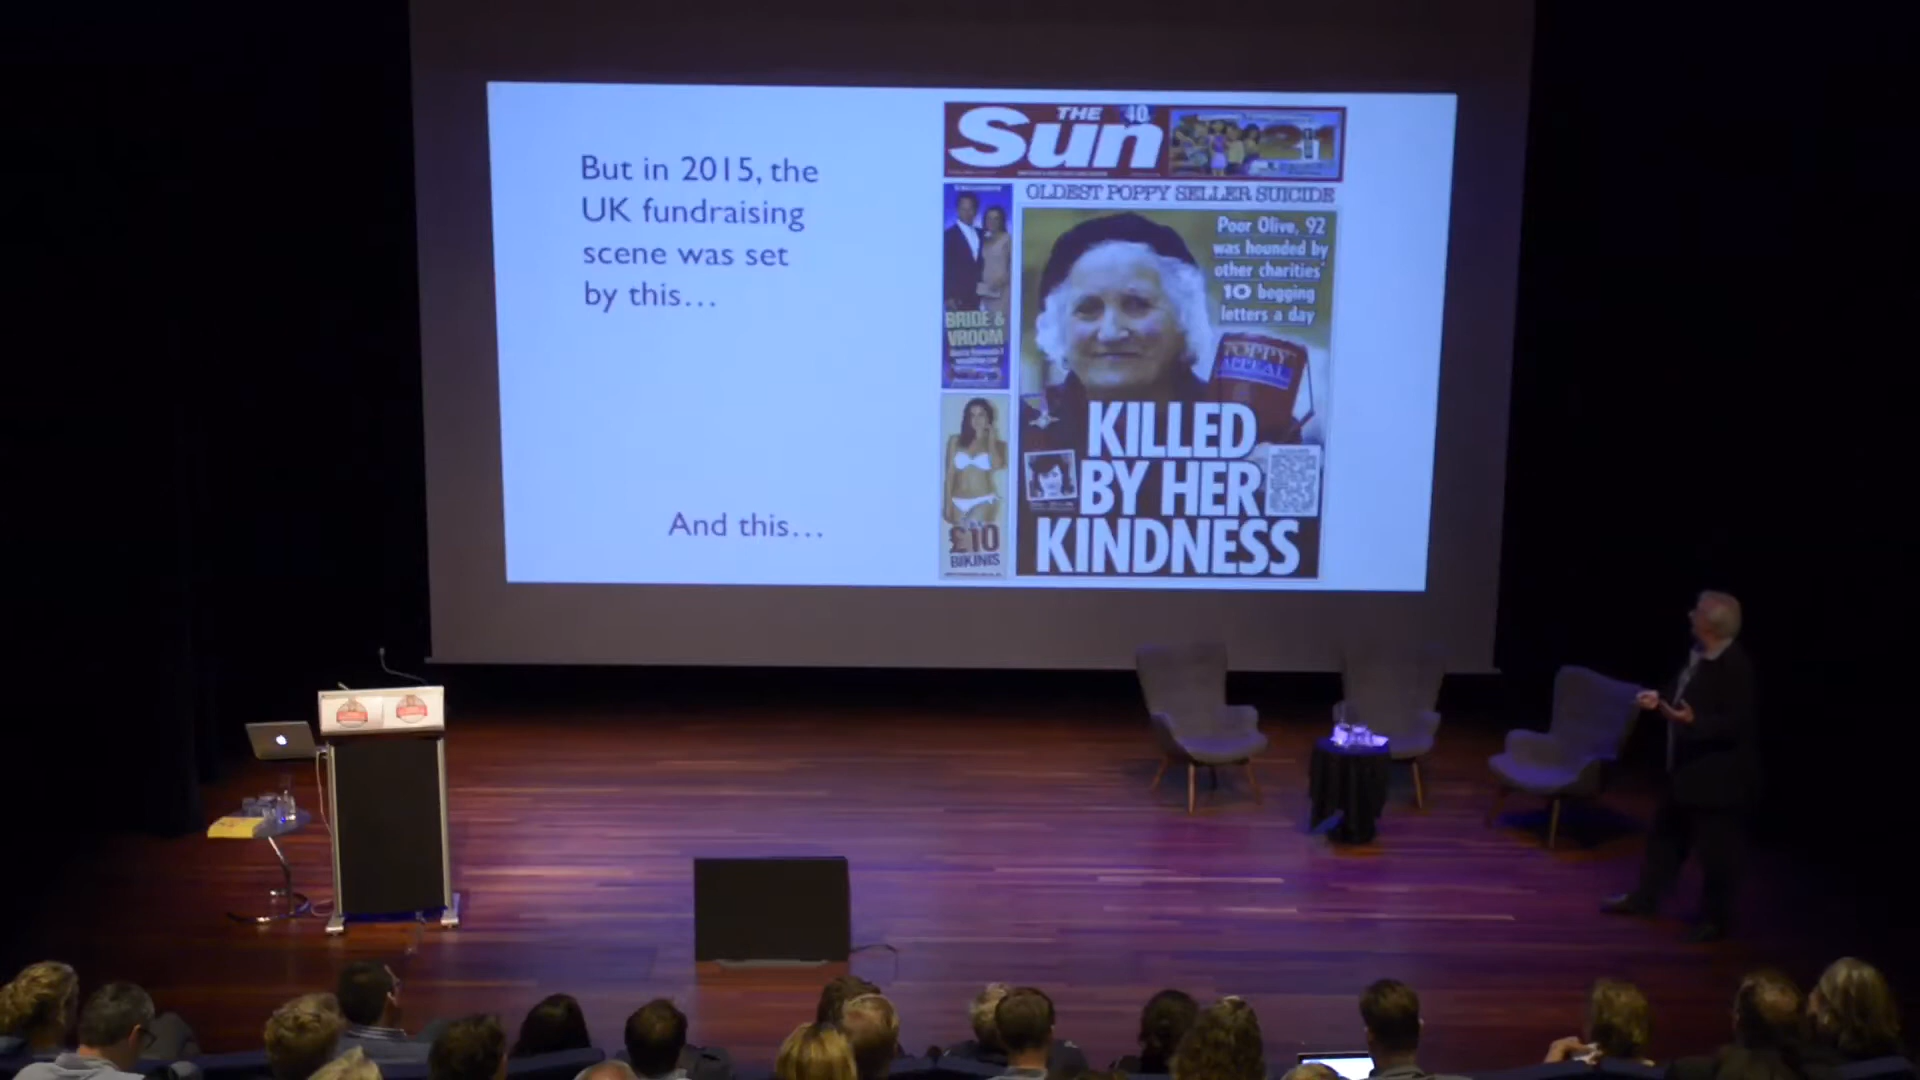 But in 2015, the
UK fundraising
scene was set
by this...
And this...
THE
Sun
40
OLDEST POPPY SELLER SUICIDE
Poor Olive, 92
was hounded by
other charities'
10 begging
letters a day
BRIDE &
VROOM
POPPY
APPEAL
KILLED
BY HER
KINDNESS
£10
BIKINIS